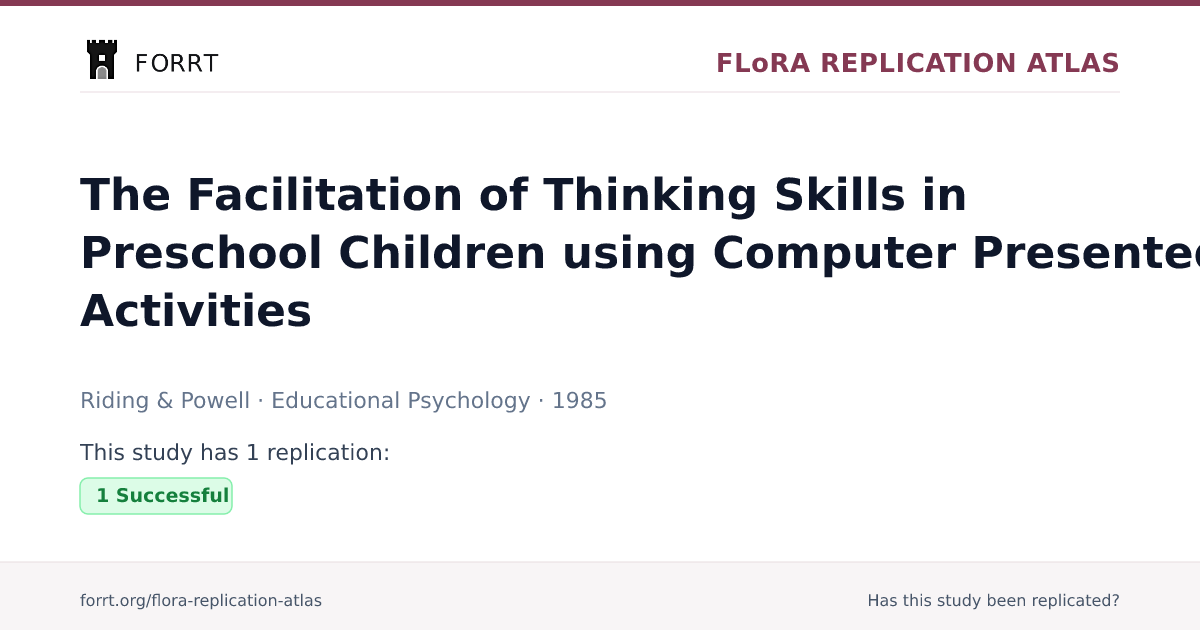 FORRT
FLoRA REPLICATION ATLAS
The Facilitation of Thinking Skills in
Preschool Children using Computer Presented
Activities
Riding & Powell · Educational Psychology · 1985
This study has 1 replication:
1 Successful
forrt.org/flora-replication-atlas
Has this study been replicated?